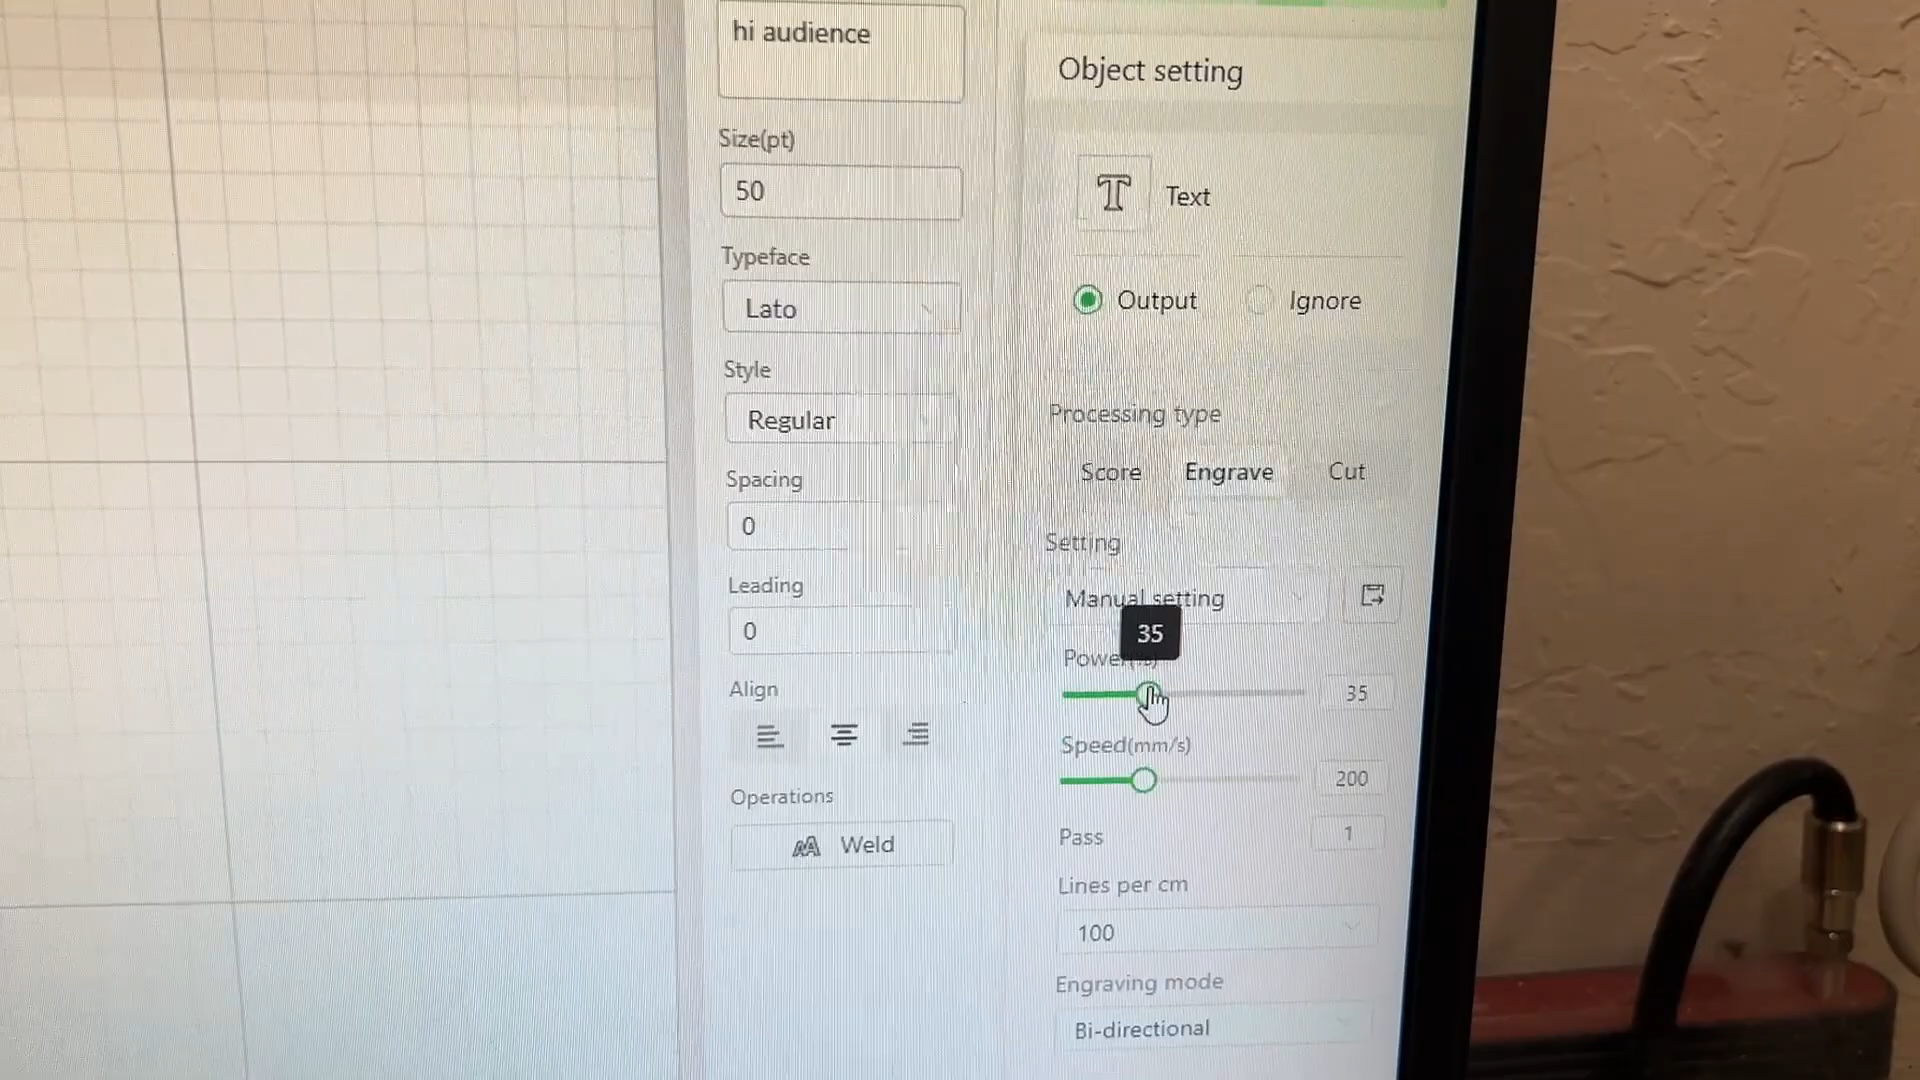 hi audience
Size(pt)
50
Typeface
Lato
Style
Regular
Spacing
0
Leading
0
Align
Operations
Weld
Object setting
Text
Output
Ignore
Processing type
Score Engrave Cut
Setting
Manual setting
35
Power(%)
35
Speed(mm/s)
200
Pass
1
Lines per cm
100
Engraving mode
Bi-directional